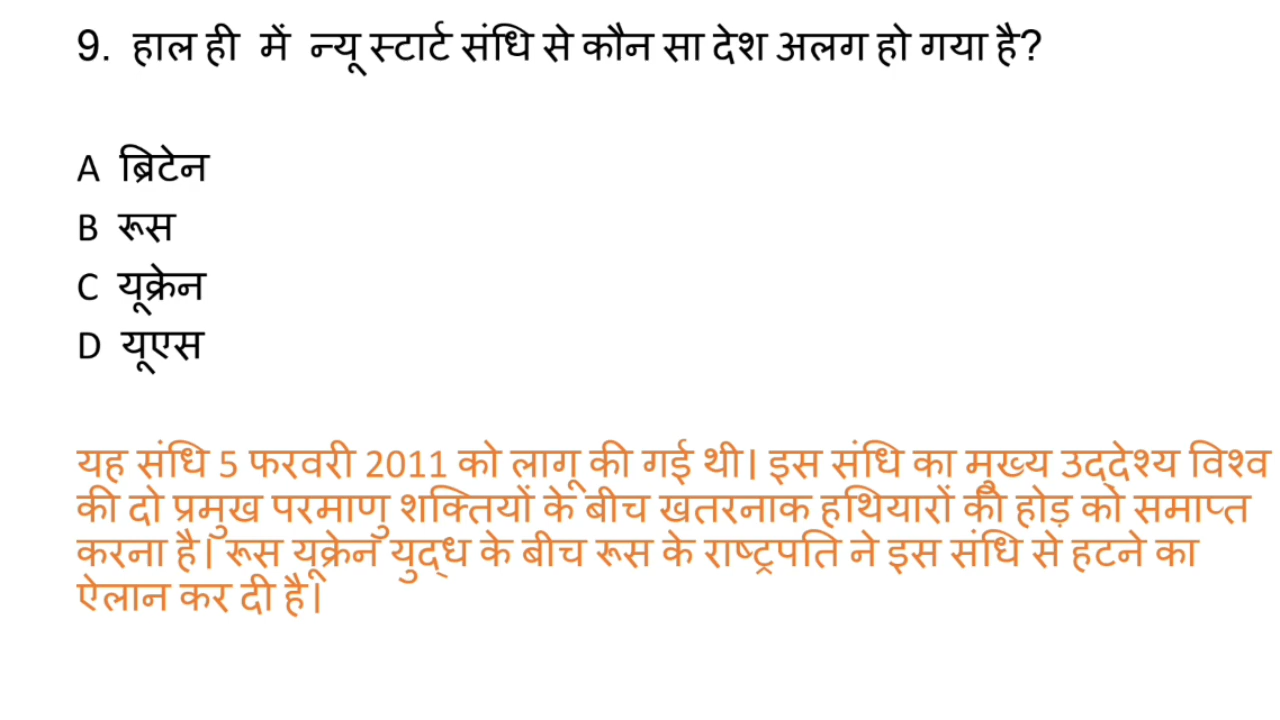 9. हाल ही में न्यू स्टार्ट संधि से कौन सा देश अलग हो गया है?
A ब्रिटेन
B रूस
C यूक्रेन
D यूएस
यह संधि 5 फरवरी 2011 को लागू की गई थी। इस संधि का मुख्य उद्देश्य विश्व
की दो प्रमुख परमाणु शक्तियों के बीच खतरनाक हथियारों की होड़ को समाप्त
करना है। रूस यूक्रेन युद्ध के बीच रूस के राष्ट्रपति ने इस संधि से हटने का
ऐलान कर दी है।